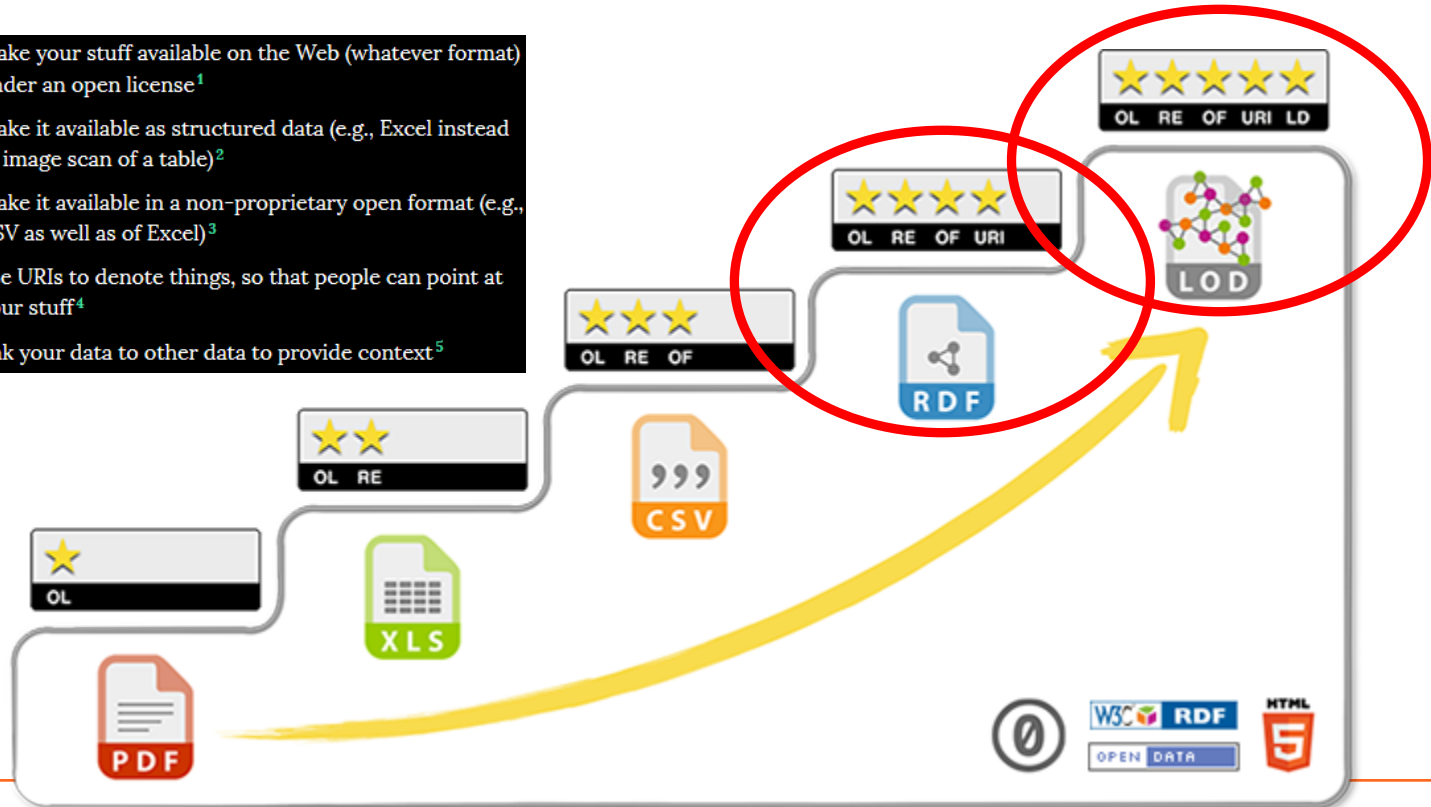 ake your stuff available on the Web (whatever format)
nder an open license¹
ake it available as structured data (e.g., Excel instead
image scan of a table)²
ake it available in a non-proprietary open format (e.g.,
SV as well as of Excel)³
e URIs to denote things, so that people can point at
our stuff⁴
nk your data to other data to provide context⁵
OL RE OF URI LD
LOD
OL RE OF URI
RDF
OL RE OF
CSV
OL RE
XLS
OL
PDF
0
W3C RDF
OPEN DATA
HTML
5